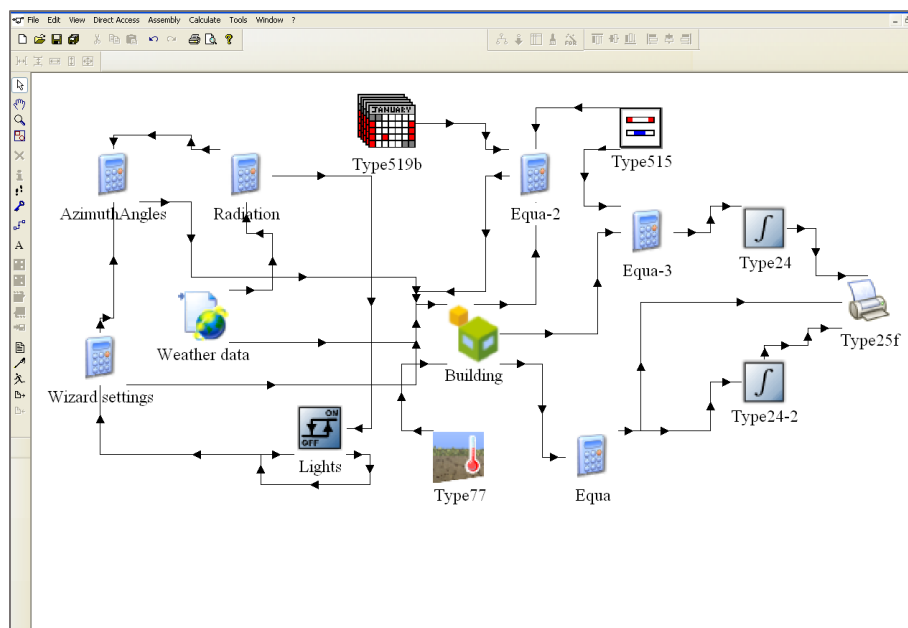 File Edit View Direct Access Assembly Calculate Tools Window ?
JANUARY
Type519b
Type515
AzimuthAngles
Radiation
Equa-2
Equa-3
Type24
Weather data
Building
Type25f
Wizard settings
Type24-2
ON
OFF
Lights
Type77
Equa
A